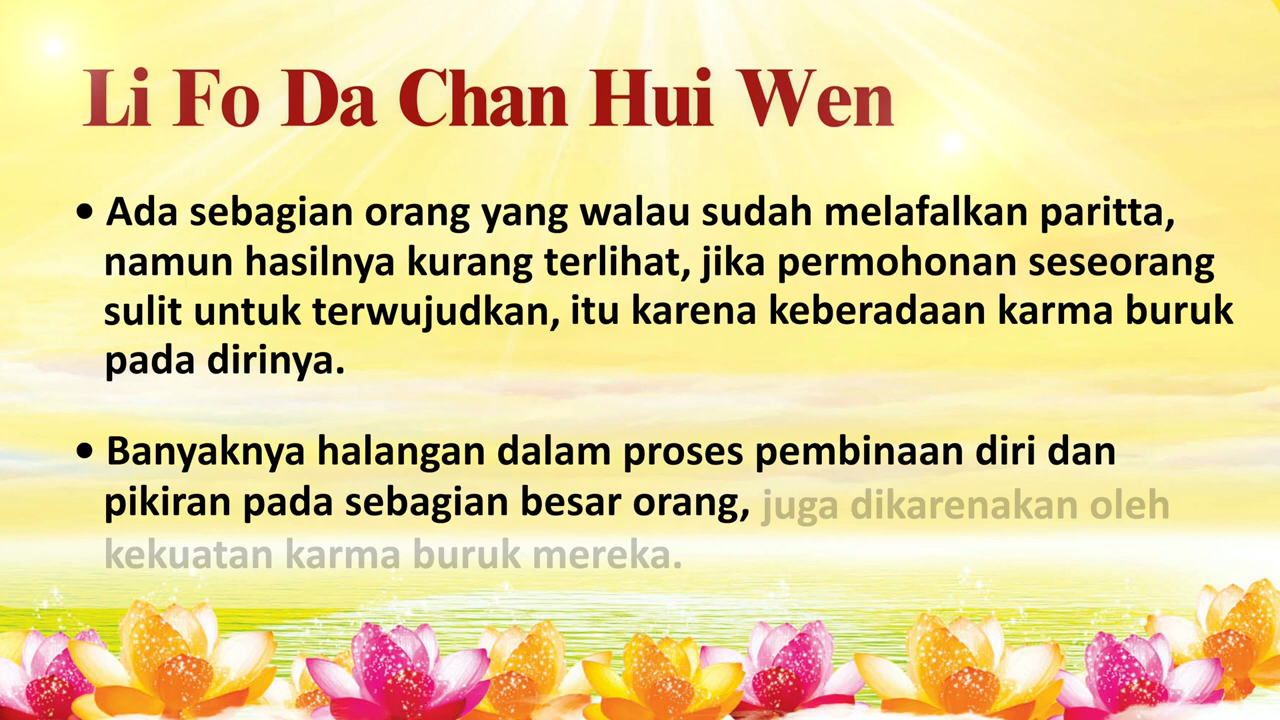 Li Fo Da Chan Hui Wen
• Ada sebagian orang yang walau sudah melafalkan paritta,
namun hasilnya kurang terlihat, jika permohonan seseorang
sulit untuk terwujudkan, itu karena keberadaan karma buruk
pada dirinya.
• Banyaknya halangan dalam proses pembinaan diri dan
pikiran pada sebagian besar orang, juga dikarenakan oleh
kekuatan karma buruk mereka.